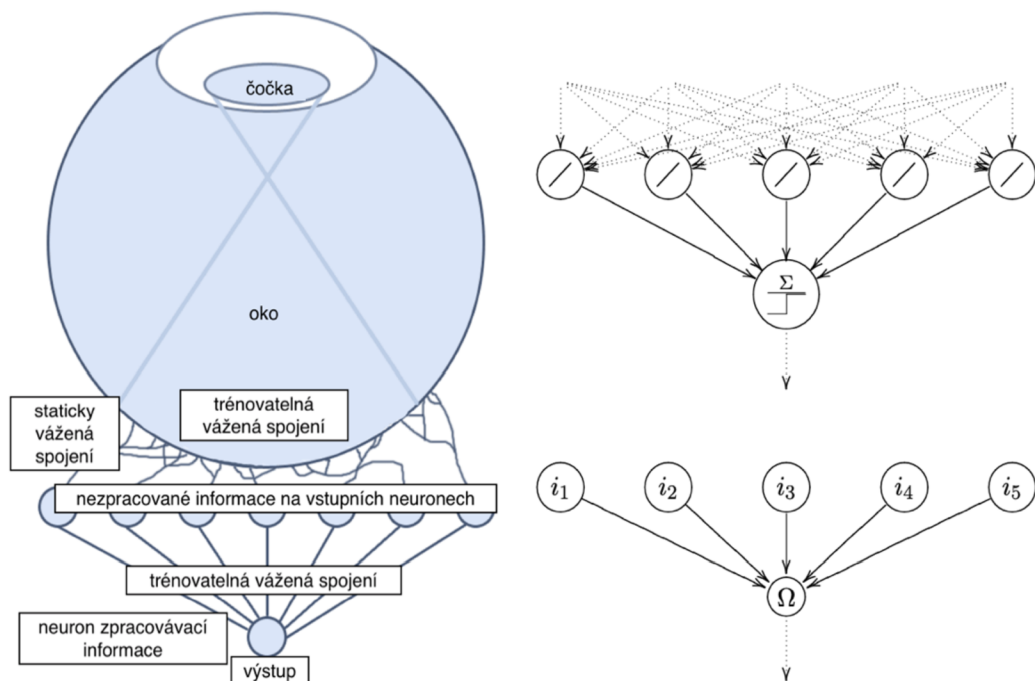 čočka
oko
staticky
vážená
spojení
trénovatelná
vážená spojení
nezpracované informace na vstupních neuronech
trénovatelná vážená spojení
neuron zpracovávací
informace
výstup
Σ
i₁ i₂ i₃ i₄ i₅
Ω